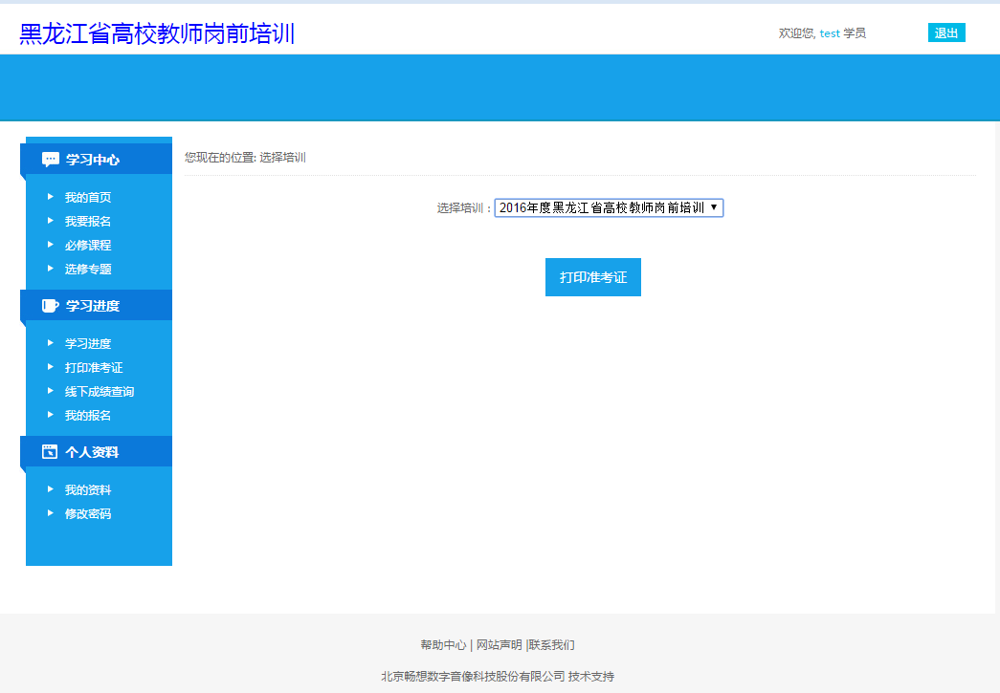 黑龙江省高校教师岗前培训
欢迎您, test 学员
退出
学习中心
我的首页
我要报名
必修课程
选修专题
学习进度
学习进度
打印准考证
线下成绩查询
我的报名
个人资料
我的资料
修改密码
您现在的位置: 选择培训
选择培训：2016年度黑龙江省高校教师岗前培训
打印准考证
帮助中心 | 网站声明 |联系我们
北京畅想数字音像科技股份有限公司 技术支持